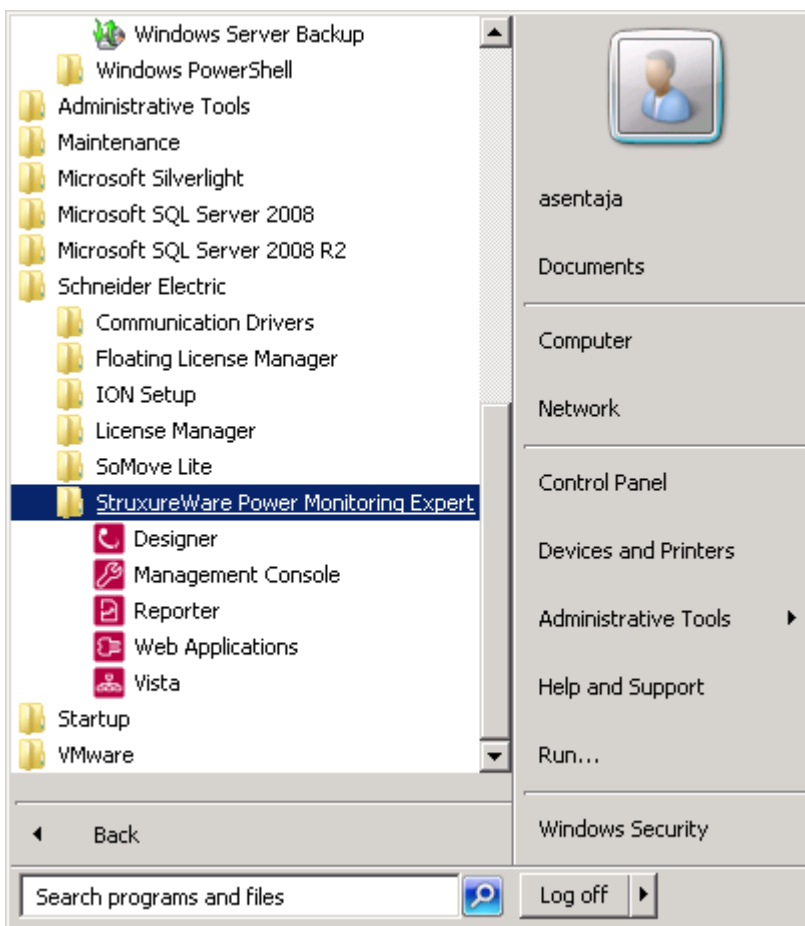 Windows Server Backup
Windows PowerShell
Administrative Tools
Maintenance
Microsoft Silverlight
Microsoft SQL Server 2008
Microsoft SQL Server 2008 R2
Schneider Electric
Communication Drivers
Floating License Manager
ION Setup
License Manager
SoMove Lite
StruxureWare Power Monitoring Expert
Designer
Management Console
Reporter
Web Applications
Vista
Startup
VMware
Back
Search programs and files
asentaja
Documents
Computer
Network
Control Panel
Devices and Printers
Administrative Tools
Help and Support
Run...
Windows Security
Log off